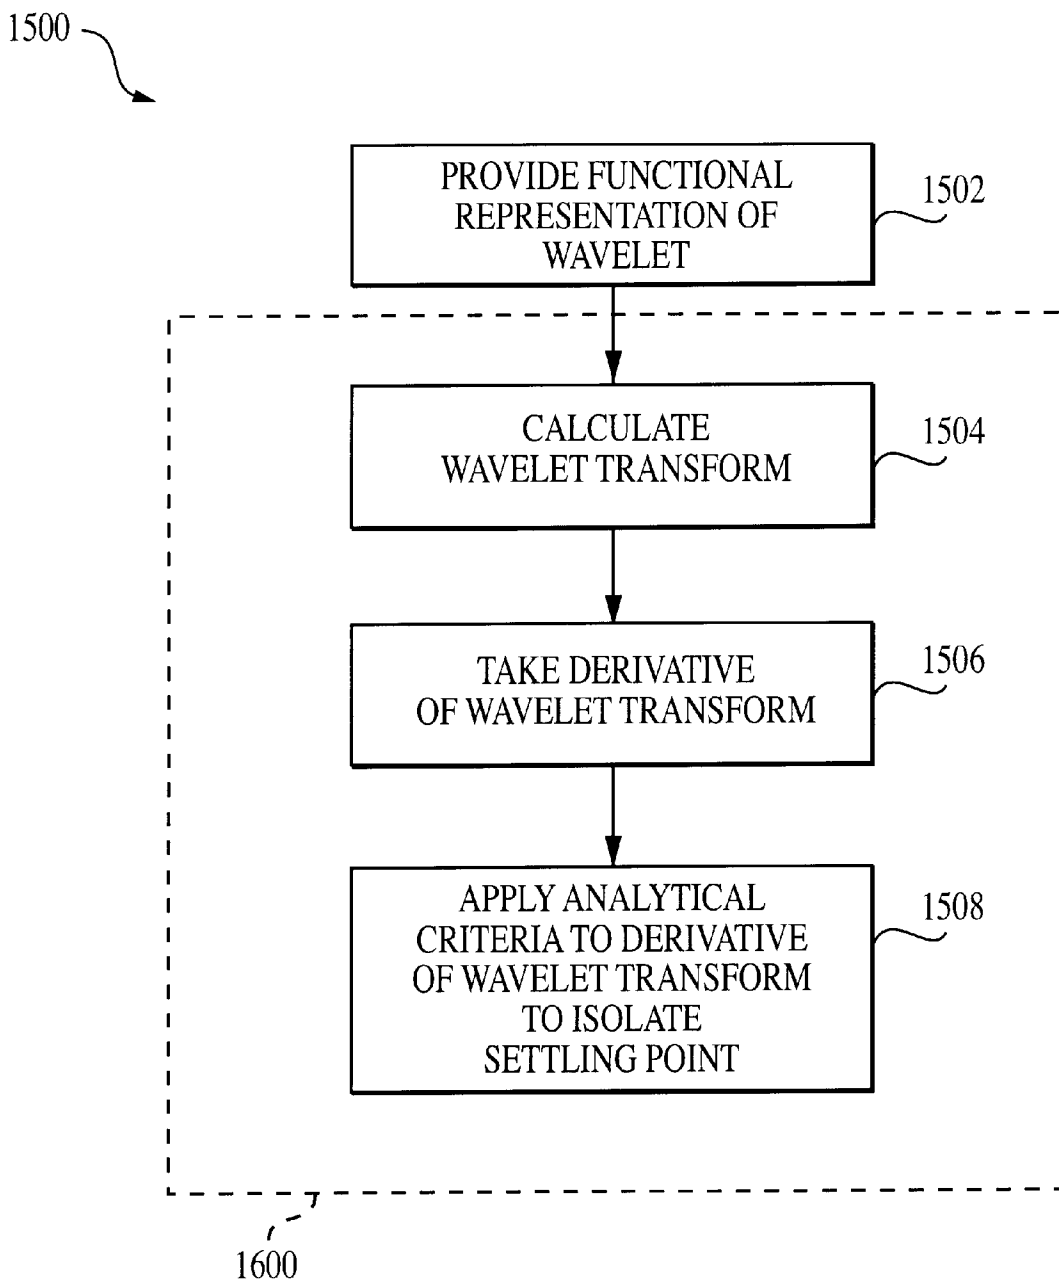 1500
PROVIDE FUNCTIONAL
REPRESENTATION OF
WAVELET
1502
CALCULATE
WAVELET TRANSFORM
1504
TAKE DERIVATIVE
OF WAVELET TRANSFORM
1506
APPLY ANALYTICAL
CRITERIA TO DERIVATIVE
OF WAVELET TRANSFORM
TO ISOLATE
SETTLING POINT
1508
1600